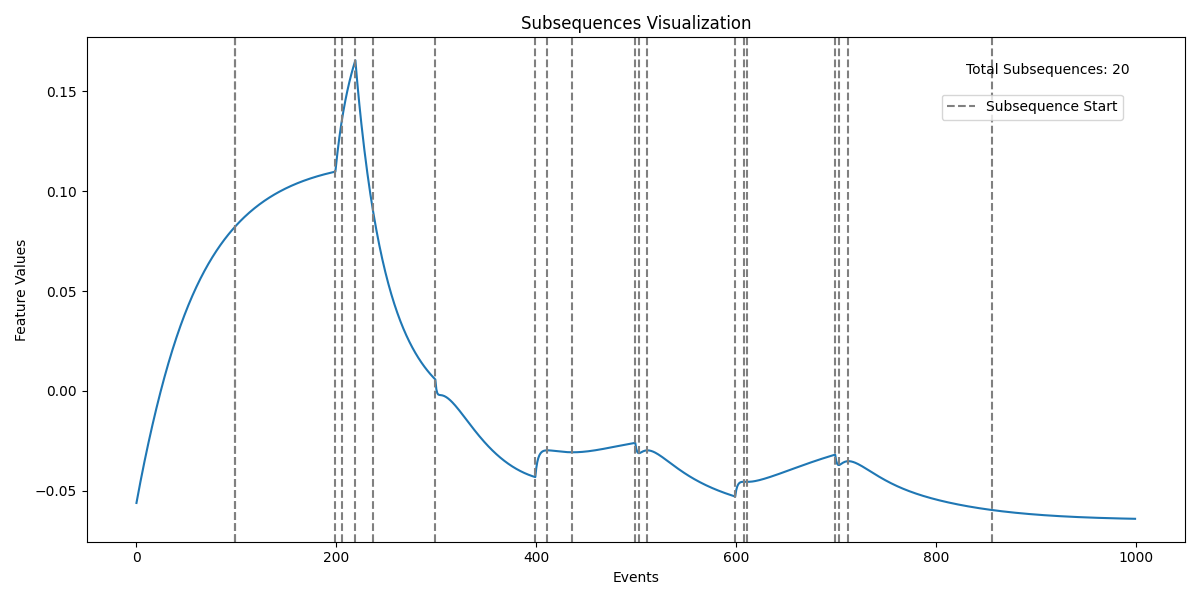 Subsequences Visualization
Total Subsequences: 20
Subsequence Start
Feature Values
0.15
0.10
0.05
0.00
−0.05
0
200
400
600
800
1000
Events